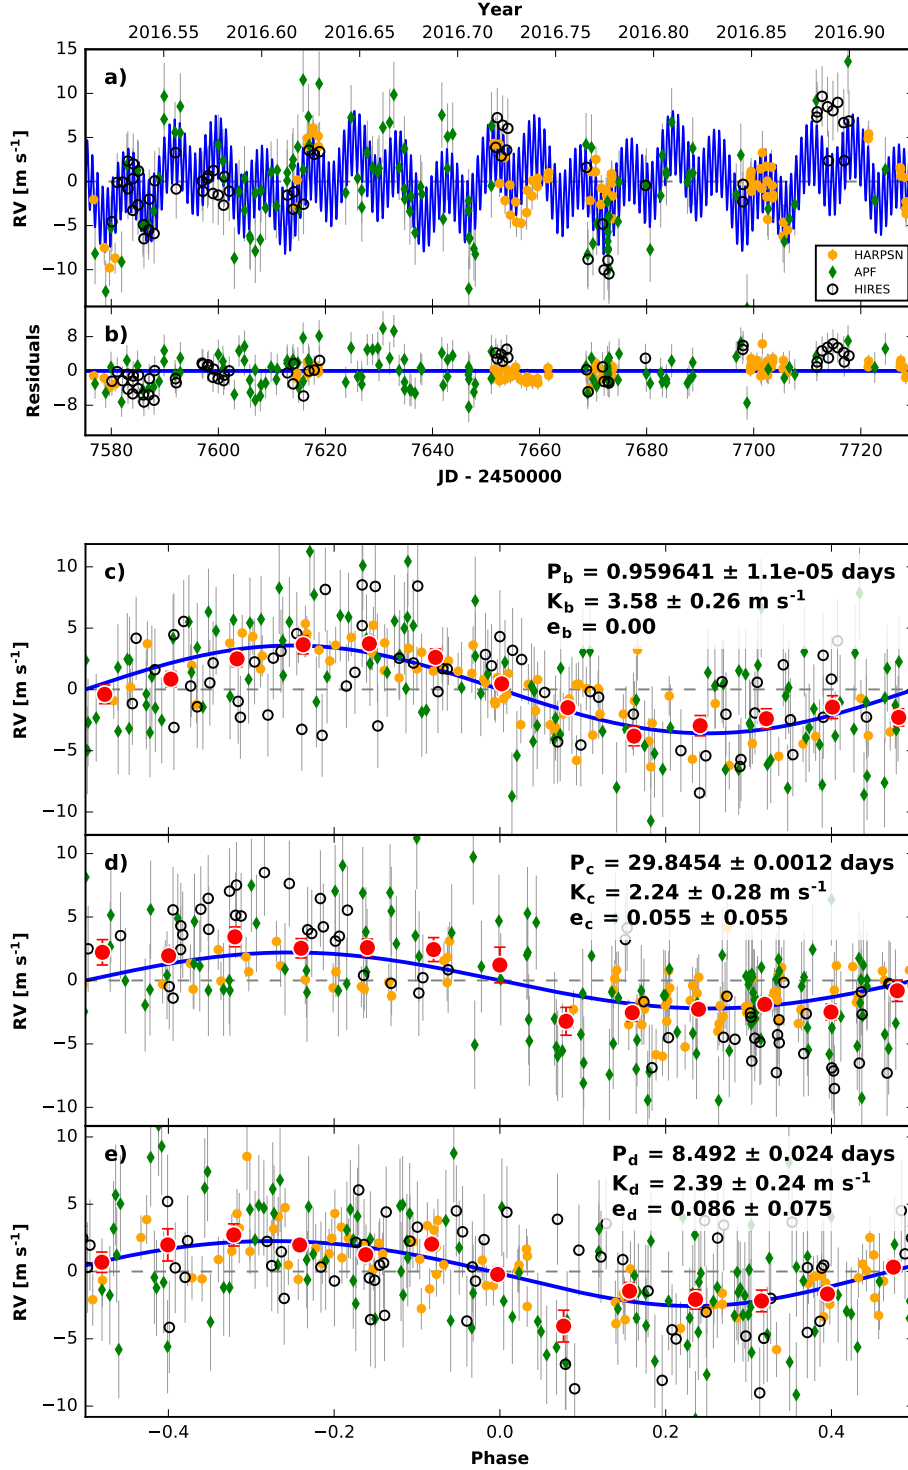 Year
2016.55 2016.60 2016.65 2016.70 2016.75 2016.80 2016.85 2016.90
15
10
5
0
−5
−10
RV [m s⁻¹]
a)
HARPSN
APF
HIRES
8
0
−8
Residuals
b)
7580 7600 7620 7640 7660 7680 7700 7720
JD - 2450000
10
5
0
−5
−10
RV [m s⁻¹]
c)
P_b = 0.959641 ± 1.1e-05 days
K_b = 3.58 ± 0.26 m s⁻¹
e_b = 0.00
10
5
0
−5
−10
RV [m s⁻¹]
d)
P_c = 29.8454 ± 0.0012 days
K_c = 2.24 ± 0.28 m s⁻¹
e_c = 0.055 ± 0.055
10
5
0
−5
−10
RV [m s⁻¹]
e)
P_d = 8.492 ± 0.024 days
K_d = 2.39 ± 0.24 m s⁻¹
e_d = 0.086 ± 0.075
−0.4 −0.2 0.0 0.2 0.4
Phase